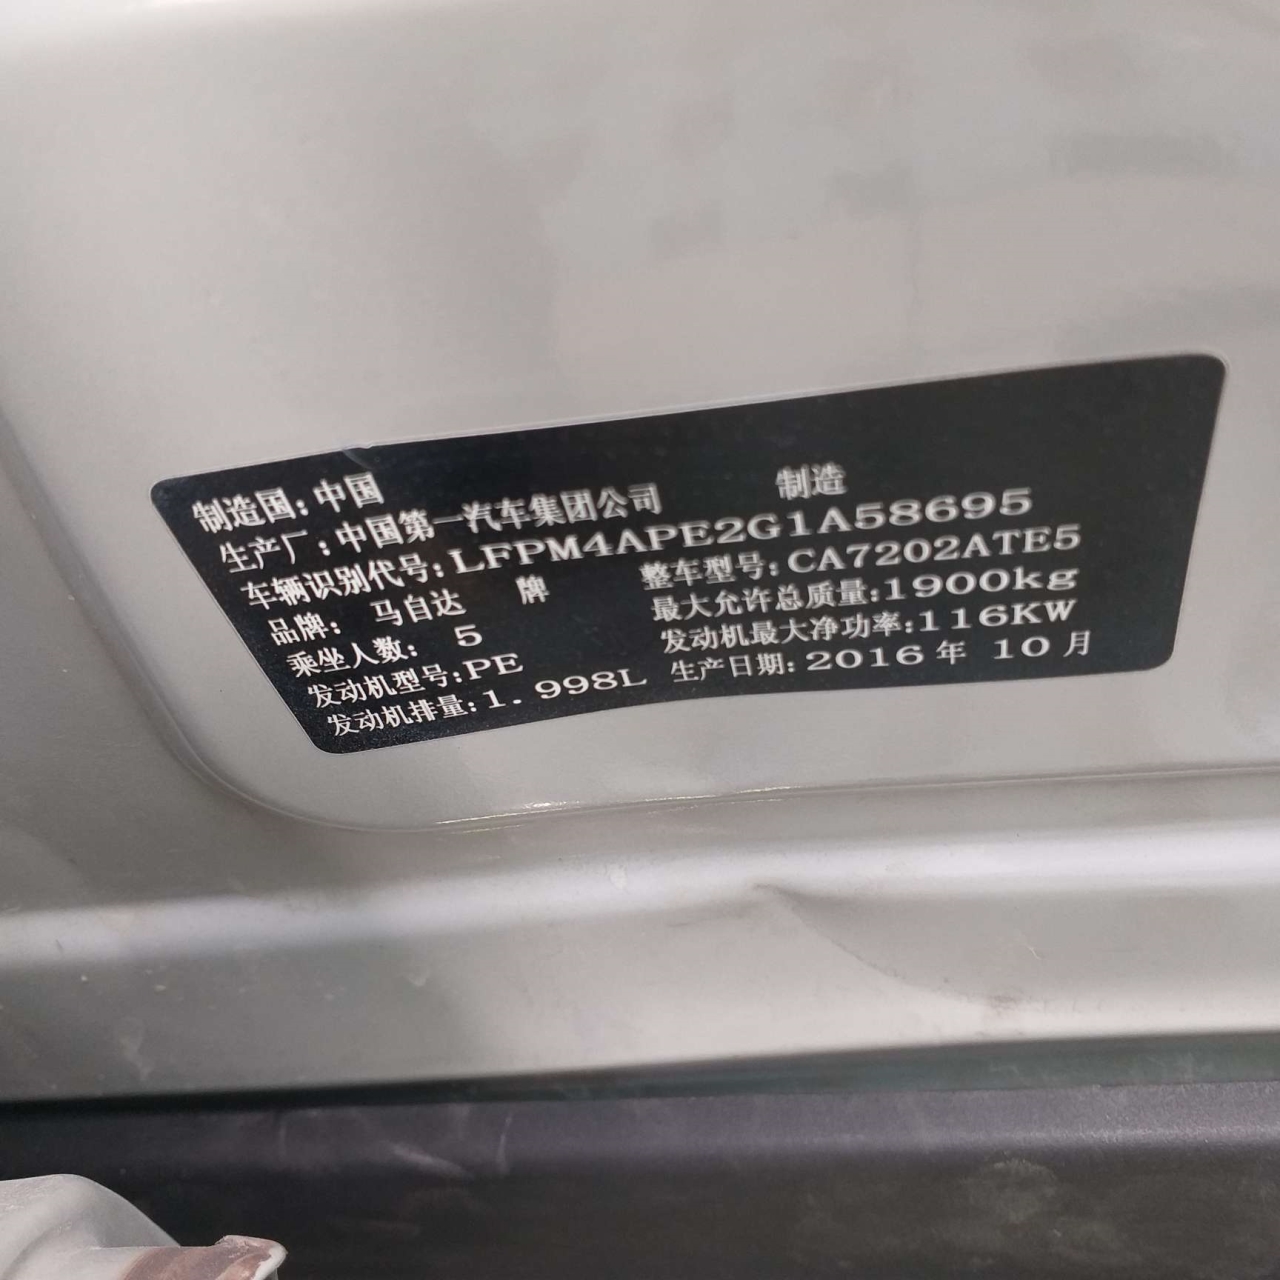 制造国：中国
生产厂：中国第一汽车集团公司 制造
车辆识别代号：LFPM4APE2G1A58695
品牌： 马自达 牌 整车型号：CA7202ATE5
乘坐人数： 5 最大允许总质量：1900kg
发动机型号：PE 发动机最大净功率：116KW
发动机排量：1.998L 生产日期：2016年 10月